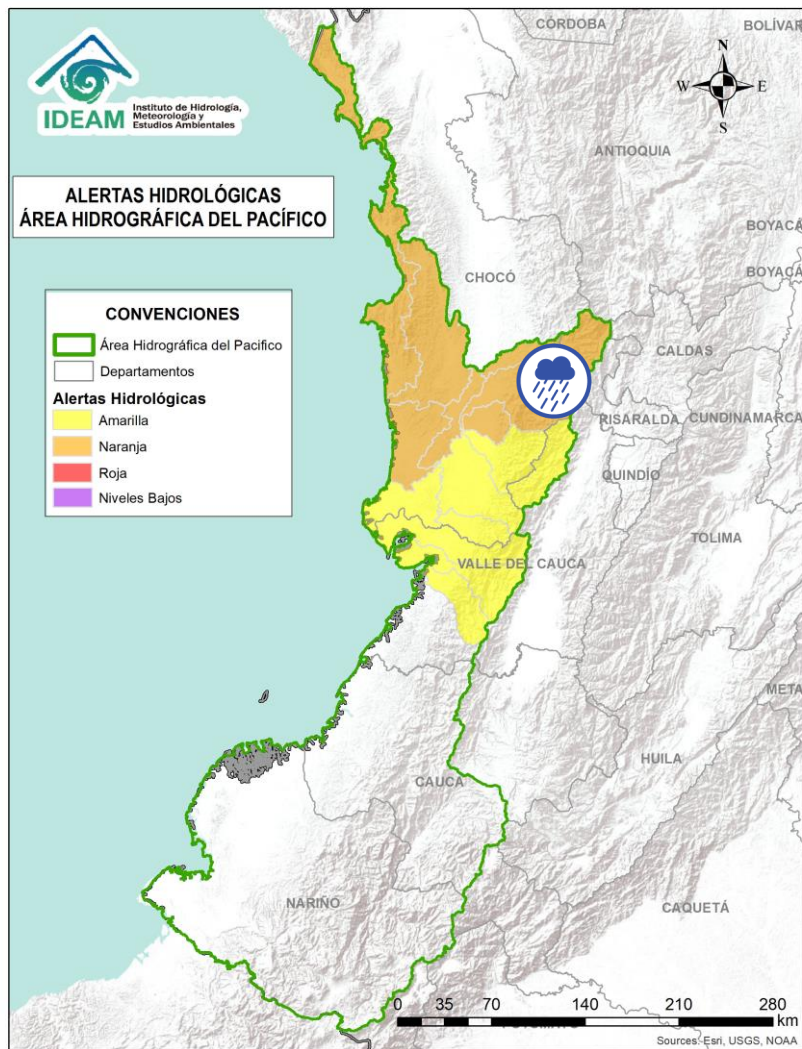 CÓRDOBA
BOLÍVAR
N
W
E
S
IDEAM
Instituto de Hidrología,
Meteorología y
Estudios Ambientales
ANTIOQUIA
ALERTAS HIDROLÓGICAS
ÁREA HIDROGRÁFICA DEL PACÍFICO
BOYACÁ
BOYACÁ
CHOCÓ
CONVENCIONES
Área Hidrográfica del Pacifico
Departamentos
Alertas Hidrológicas
Amarilla
Naranja
Roja
Niveles Bajos
CALDAS
RISARALDA
CUNDINAMARCA
QUINDÍO
TOLIMA
VALLE DEL CAUCA
META
HUILA
CAUCA
NARIÑO
CAQUETÁ
0 35 70 140 210 280
km
Sources: Esri, USGS, NOAA